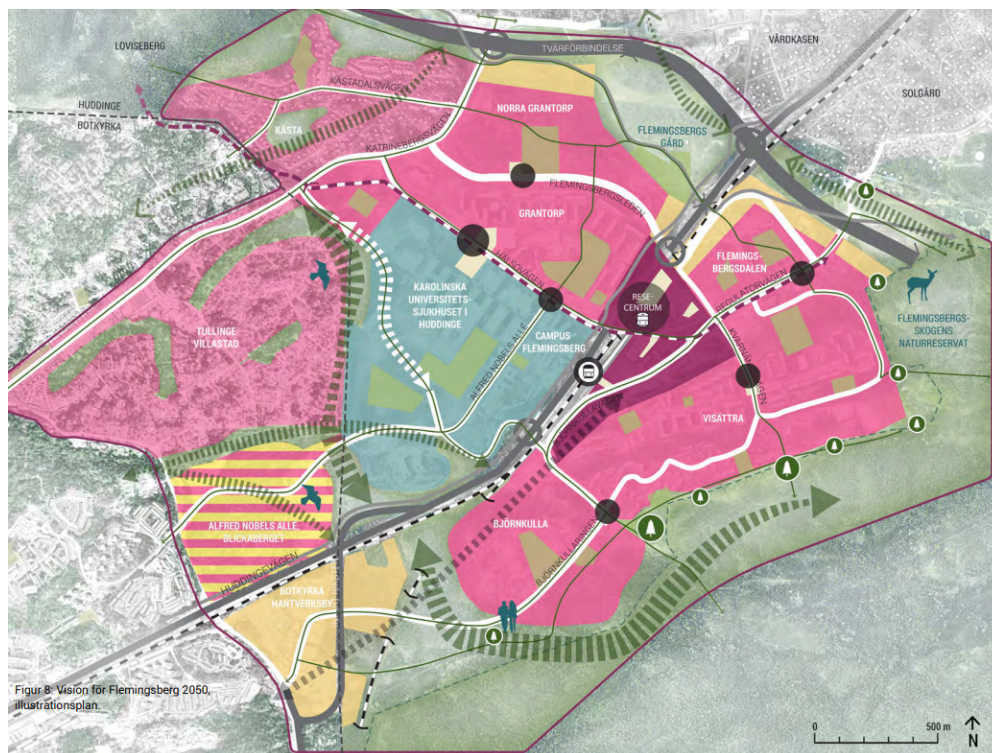 LOVISEBERG
VÅRDKASEN
TVÄRFÖRBINDELSE
SOLGÅRD
KÄSTADALSVÄGEN
HUDDINGE
BOTKYRKA
NORRA GRANTORP
KÄSTA
FLEMINGSBERGS
GÅRD
KATRINEBERGSVÄGEN
FLEMINGSBERGSLEDEN
GRANTORP
HÄLSOVÄGEN
FLEMINGS-
BERGSDALEN
KAROLINSKA
UNIVERSITETS-
SJUKHUSET I
HUDDINGE
RESE-
CENTRUM
REGULATORVÄGEN
FLEMINGSBERGS-
SKOGENS
NATURRESERVAT
TULLINGE
VILLASTAD
CAMPUS
FLEMINGSBERG
ALFRED NOBELS ALLÉ
VISÄTTRA
BJÖRNKULLA
BJÖRNKULLARINGEN
ALFRED NOBELS ALLÉ,
BLICKABERGET
HUDDINGEVÄGEN
BOTKYRKA
HANTVERKSBY
Figur 8: Vision för Flemingsberg 2050,
illustrationsplan.
0 500 m
N